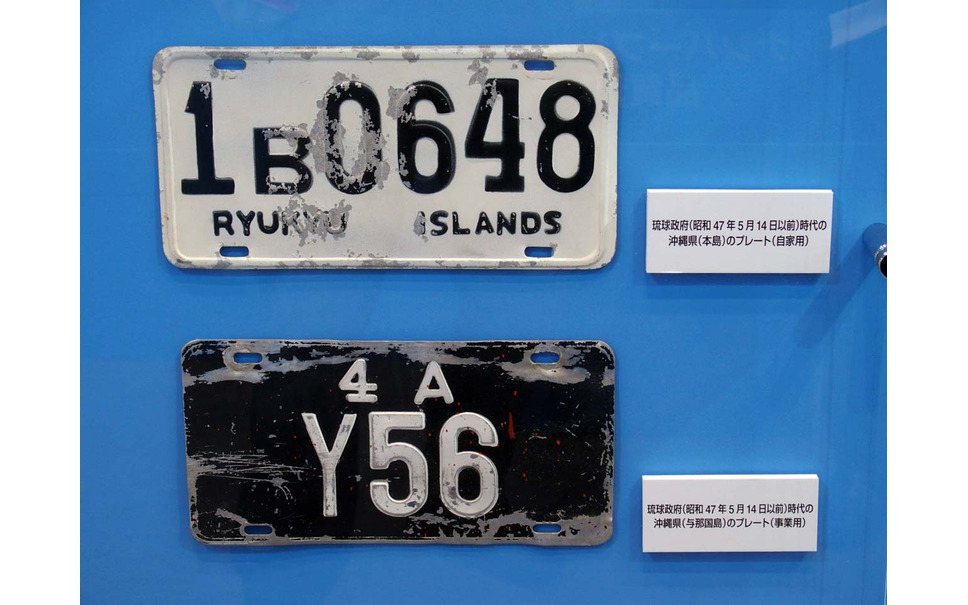 1B0648
RYUKYU ISLANDS
琉球政府(昭和47年5月14日以前)時代の
沖縄県(本島)のプレート(自家用)
4 A
Y56
琉球政府(昭和47年5月14日以前)時代の
沖縄県(与那国島)のプレート(事業用)